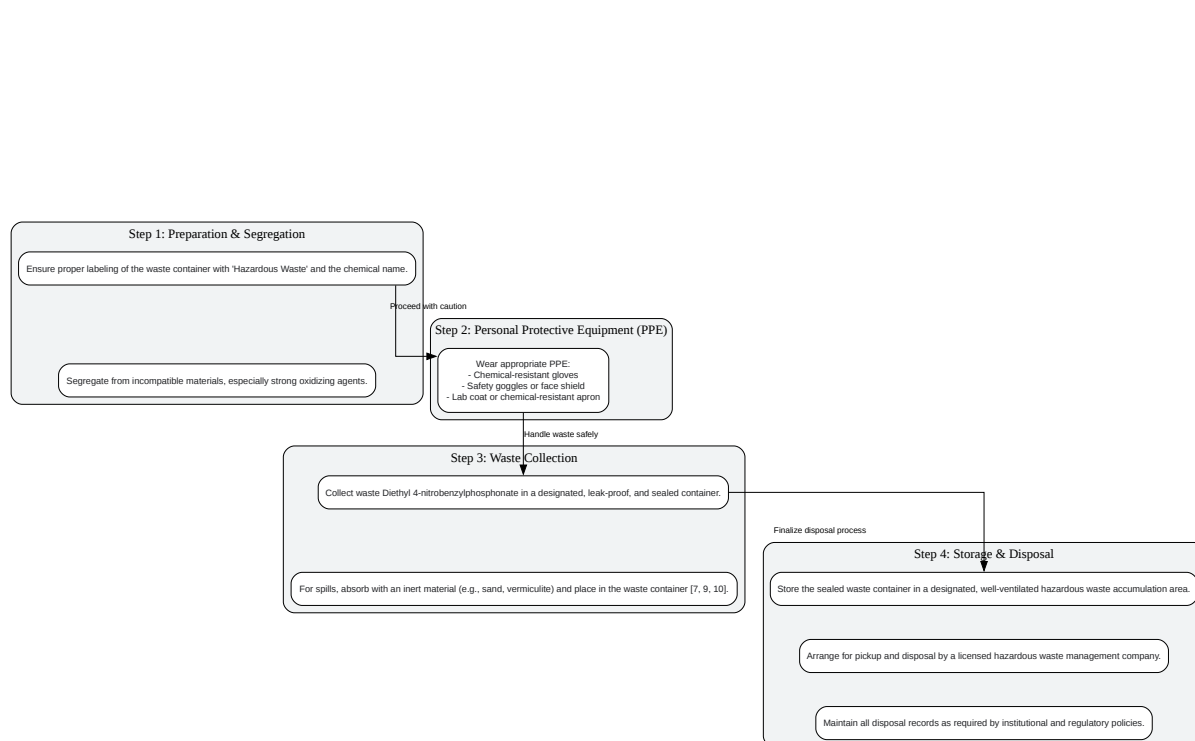 Step 1: Preparation & Segregation
Ensure proper labeling of the waste container with 'Hazardous Waste' and the chemical name.
Proceed with caution
Segregate from incompatible materials, especially strong oxidizing agents.
Step 2: Personal Protective Equipment (PPE)
Wear appropriate PPE:
- Chemical-resistant gloves
- Safety goggles or face shield
- Lab coat or chemical-resistant apron
Handle waste safely
Step 3: Waste Collection
Collect waste Diethyl 4-nitrobenzylphosphonate in a designated, leak-proof, and sealed container.
For spills, absorb with an inert material (e.g., sand, vermiculite) and place in the waste container [7, 9, 10].
Finalize disposal process
Step 4: Storage & Disposal
Store the sealed waste container in a designated, well-ventilated hazardous waste accumulation area.
Arrange for pickup and disposal by a licensed hazardous waste management company.
Maintain all disposal records as required by institutional and regulatory policies.